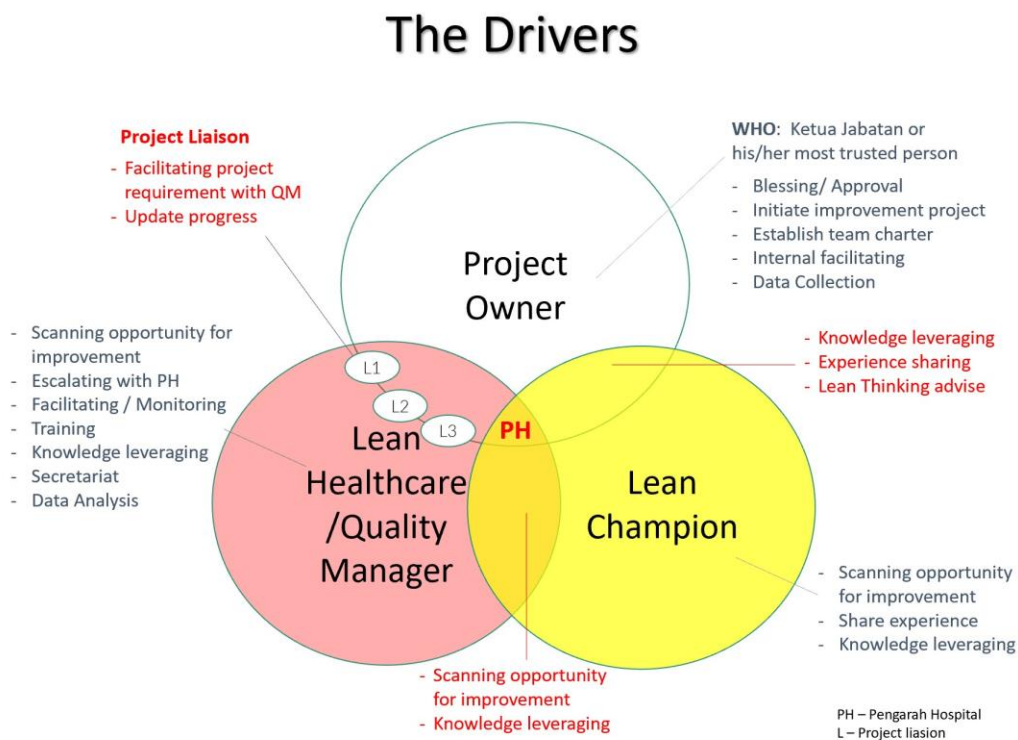 The Drivers
Project Liaison
- Facilitating project
requirement with QM
- Update progress
WHO: Ketua Jabatan or
his/her most trusted person
- Blessing/ Approval
- Initiate improvement project
- Establish team charter
- Internal facilitating
- Data Collection
Project
Owner
- Scanning opportunity for
improvement
- Escalating with PH
- Facilitating / Monitoring
- Training
- Knowledge leveraging
- Secretariat
- Data Analysis
- Knowledge leveraging
- Experience sharing
- Lean Thinking advise
L1
L2
L3
PH
Lean
Healthcare
/Quality
Manager
Lean
Champion
- Scanning opportunity
for improvement
- Share experience
- Knowledge leveraging
- Scanning opportunity
for improvement
- Knowledge leveraging
PH – Pengarah Hospital
L – Project liasion